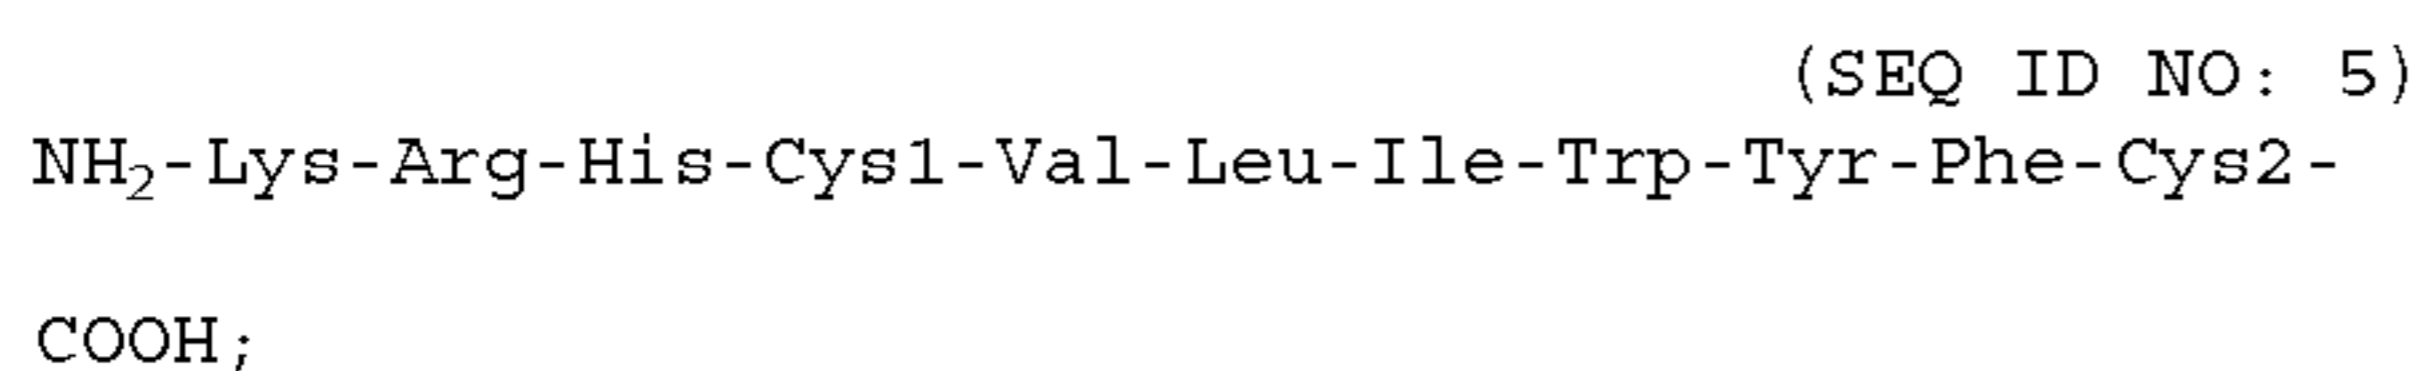 (SEQ ID NO: 5)
NH₂-Lys-Arg-His-Cys1-Val-Leu-Ile-Trp-Tyr-Phe-Cys2-
COOH;